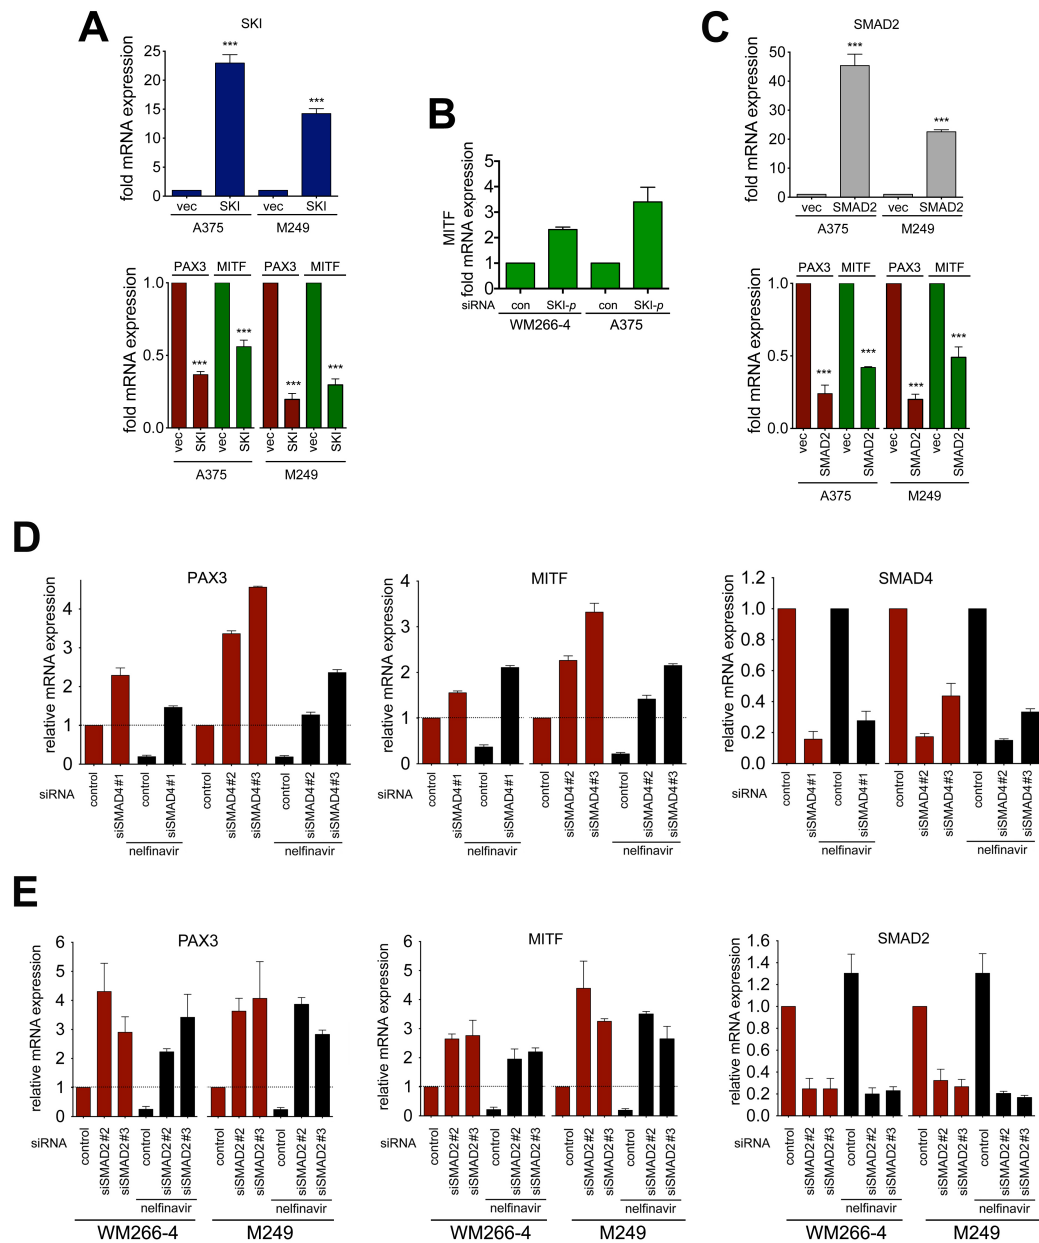 A
SKI
fold mRNA expression
25
20
15
10
5
0
***
***
vec SKI vec SKI
A375 M249
PAX3 MITF PAX3 MITF
fold mRNA expression
1.0
0.5
0.0
***
***
***
***
vec SKI vec SKI vec SKI vec SKI
A375 M249
B
MITF
fold mRNA expression
5
4
3
2
1
0
siRNA con SKI-p con SKI-p
WM266-4 A375
C
SMAD2
fold mRNA expression
50
40
30
20
10
0
***
***
vec SMAD2 vec SMAD2
A375 M249
PAX3 MITF PAX3 MITF
fold mRNA expression
1.0
0.5
0.0
***
***
***
***
vec SMAD2 vec SMAD2 vec SMAD2 vec SMAD2
A375 M249
D
PAX3
relative mRNA expression
4
3
2
1
0
siRNA control siSMAD4#1 control siSMAD4#1 control siSMAD4#2 siSMAD4#3 control siSMAD4#2 siSMAD4#3
nelfinavir nelfinavir
MITF
relative mRNA expression
4
3
2
1
0
siRNA control siSMAD4#1 control siSMAD4#1 control siSMAD4#2 siSMAD4#3 control siSMAD4#2 siSMAD4#3
nelfinavir nelfinavir
SMAD4
relative mRNA expression
1.2
1.0
0.8
0.6
0.4
0.2
0.0
siRNA control siSMAD4#1 control siSMAD4#1 control siSMAD4#2 siSMAD4#3 control siSMAD4#2 siSMAD4#3
nelfinavir nelfinavir
E
PAX3
relative mRNA expression
6
5
4
3
2
1
0
siRNA control siSMAD2#2 siSMAD2#3 control siSMAD2#2 siSMAD2#3 control siSMAD2#2 siSMAD2#3 control siSMAD2#2 siSMAD2#3
nelfinavir nelfinavir
WM266-4 M249
MITF
relative mRNA expression
6
5
4
3
2
1
0
siRNA control siSMAD2#2 siSMAD2#3 control siSMAD2#2 siSMAD2#3 control siSMAD2#2 siSMAD2#3 control siSMAD2#2 siSMAD2#3
nelfinavir nelfinavir
WM266-4 M249
SMAD2
relative mRNA expression
1.6
1.4
1.2
1.0
0.8
0.6
0.4
0.2
0.0
siRNA control siSMAD2#2 siSMAD2#3 control siSMAD2#2 siSMAD2#3 control siSMAD2#2 siSMAD2#3 control siSMAD2#2 siSMAD2#3
nelfinavir nelfinavir
WM266-4 M249